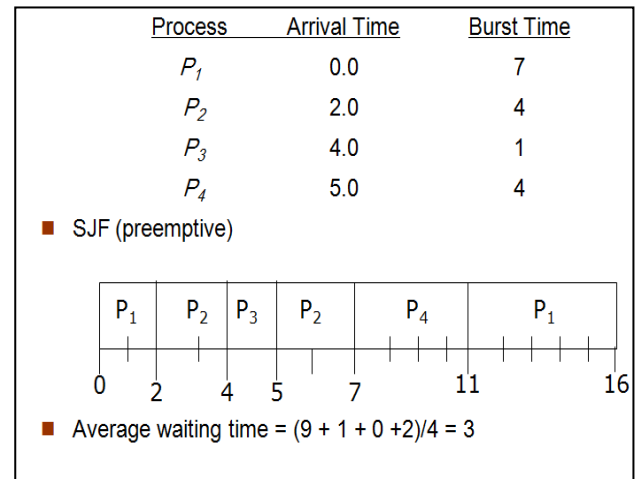 Process Arrival Time Burst Time
P1 0.0 7
P2 2.0 4
P3 4.0 1
P4 5.0 4
SJF (preemptive)
P1 P2 P3 P2 P4 P1
0 2 4 5 7 11 16
Average waiting time = (9 + 1 + 0 +2)/4 = 3